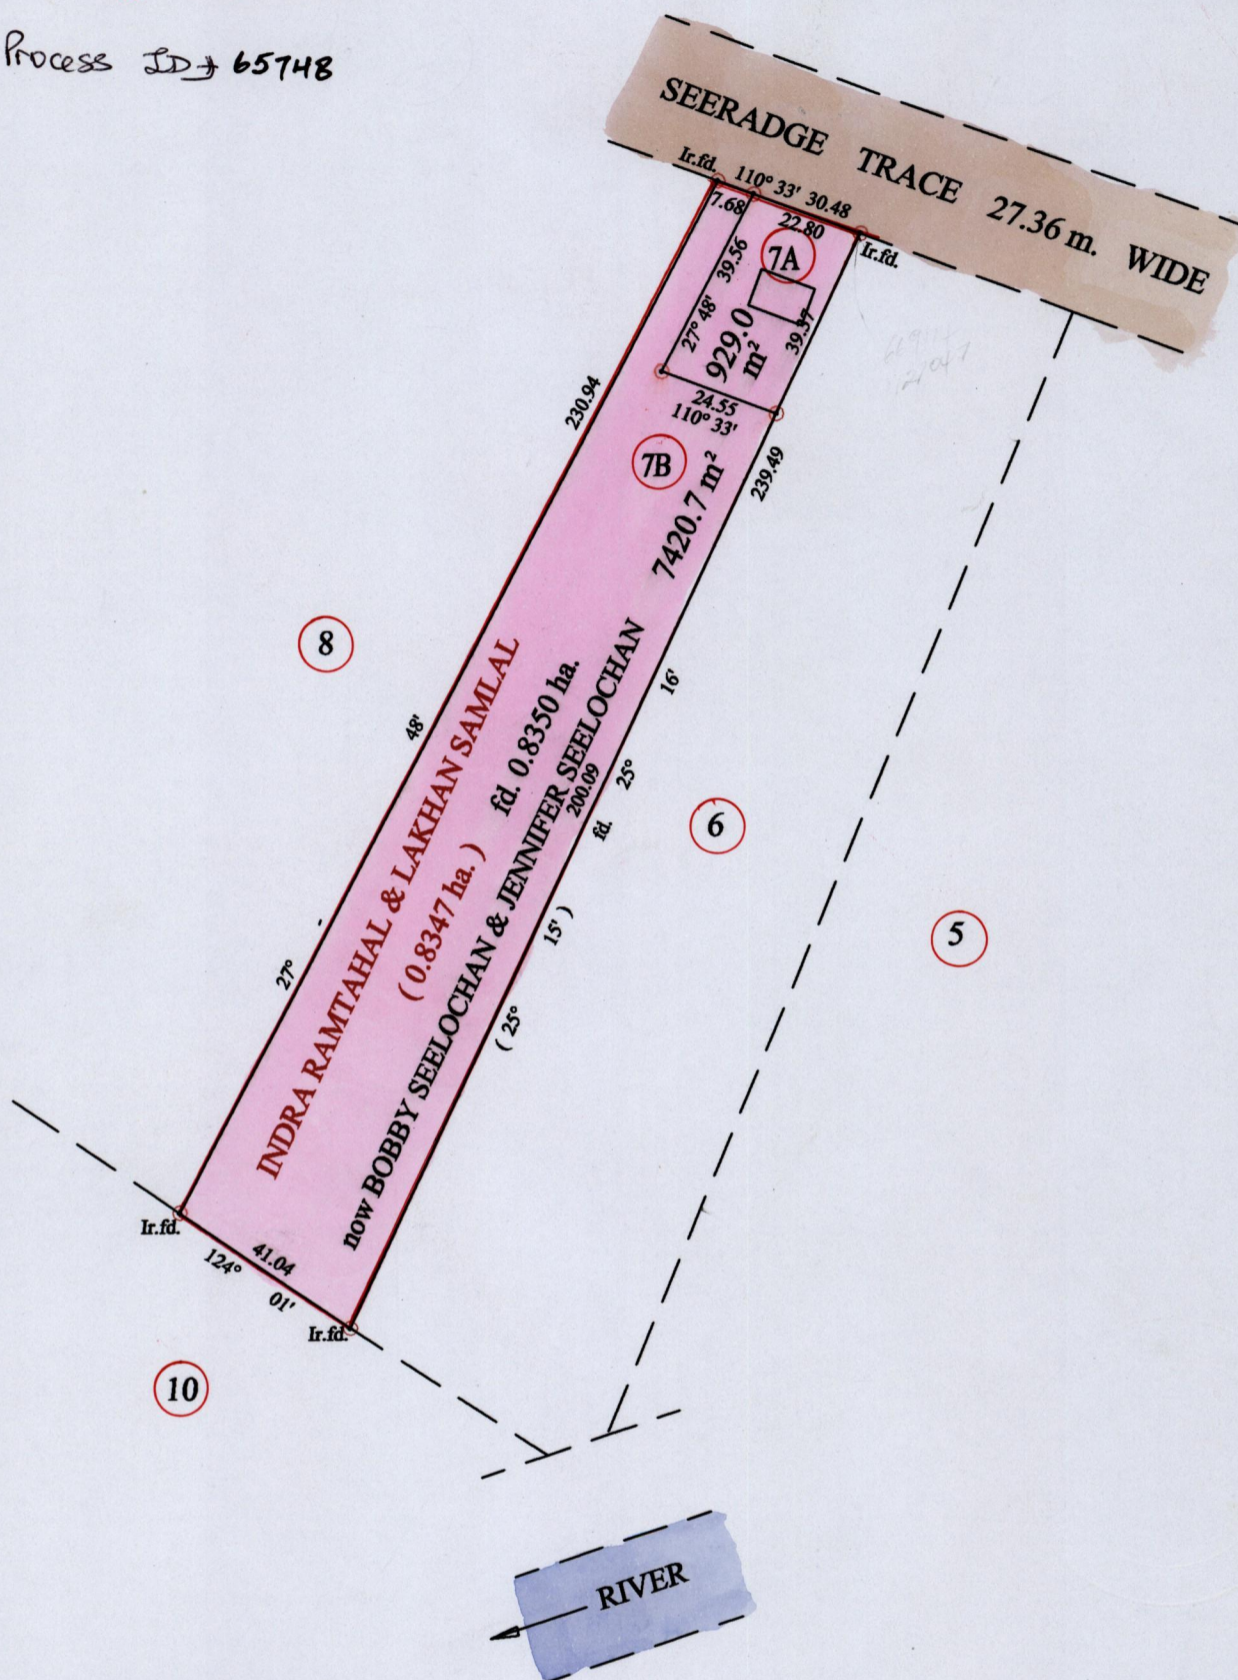 Process ID# 65748
SEERADGE TRACE 27.36 m. WIDE
Ir.fd.
110° 33' 30.48
7.68
22.80
Ir.fd.
7A
39.56
27° 48'
929.0
m²
39.37
24.55
110° 33'
230.94
7B
239.49
7420.7 m²
8
48'
27°
16'
25°
200.09
fd.
6
5
15' )
( 25°
INDRA RAMTAHAL & LAKHAN SAMLAL
( 0.8347 ha. )
fd. 0.8350 ha.
now BOBBY SEELOCHAN & JENNIFER SEELOCHAN
Ir.fd.
41.04
124°
01'
Ir.fd.
10
RIVER